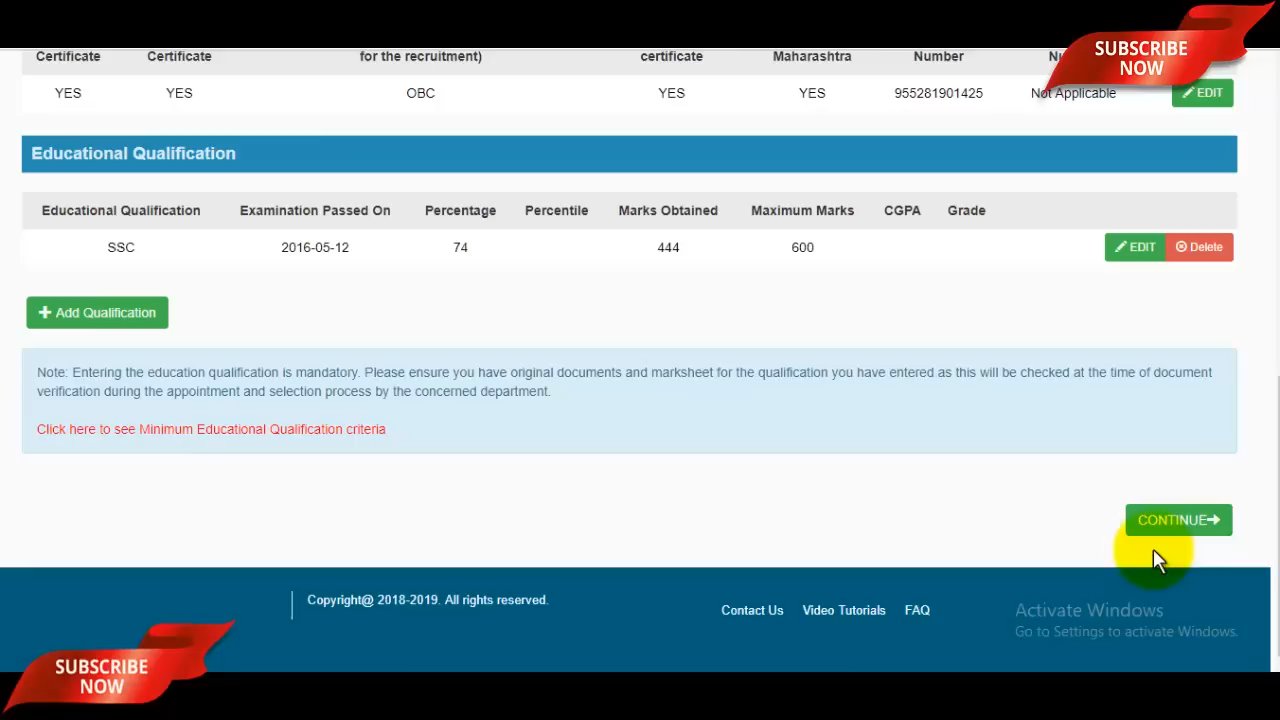 SUBSCRIBE
NOW
Certificate Certificate for the recruitment) certificate Maharashtra Number
YES YES OBC YES YES 955281901425 Not Applicable EDIT
Educational Qualification
Educational Qualification Examination Passed On Percentage Percentile Marks Obtained Maximum Marks CGPA Grade
SSC 2016-05-12 74 444 600 EDIT Delete
Add Qualification
Note: Entering the education qualification is mandatory. Please ensure you have original documents and marksheet for the qualification you have entered as this will be checked at the time of document
verification during the appointment and selection process by the concerned department.
Click here to see Minimum Educational Qualification criteria
CONTINUE
Copyright@ 2018-2019. All rights reserved.
Contact Us Video Tutorials FAQ
Activate Windows
Go to Settings to activate Windows.
SUBSCRIBE
NOW